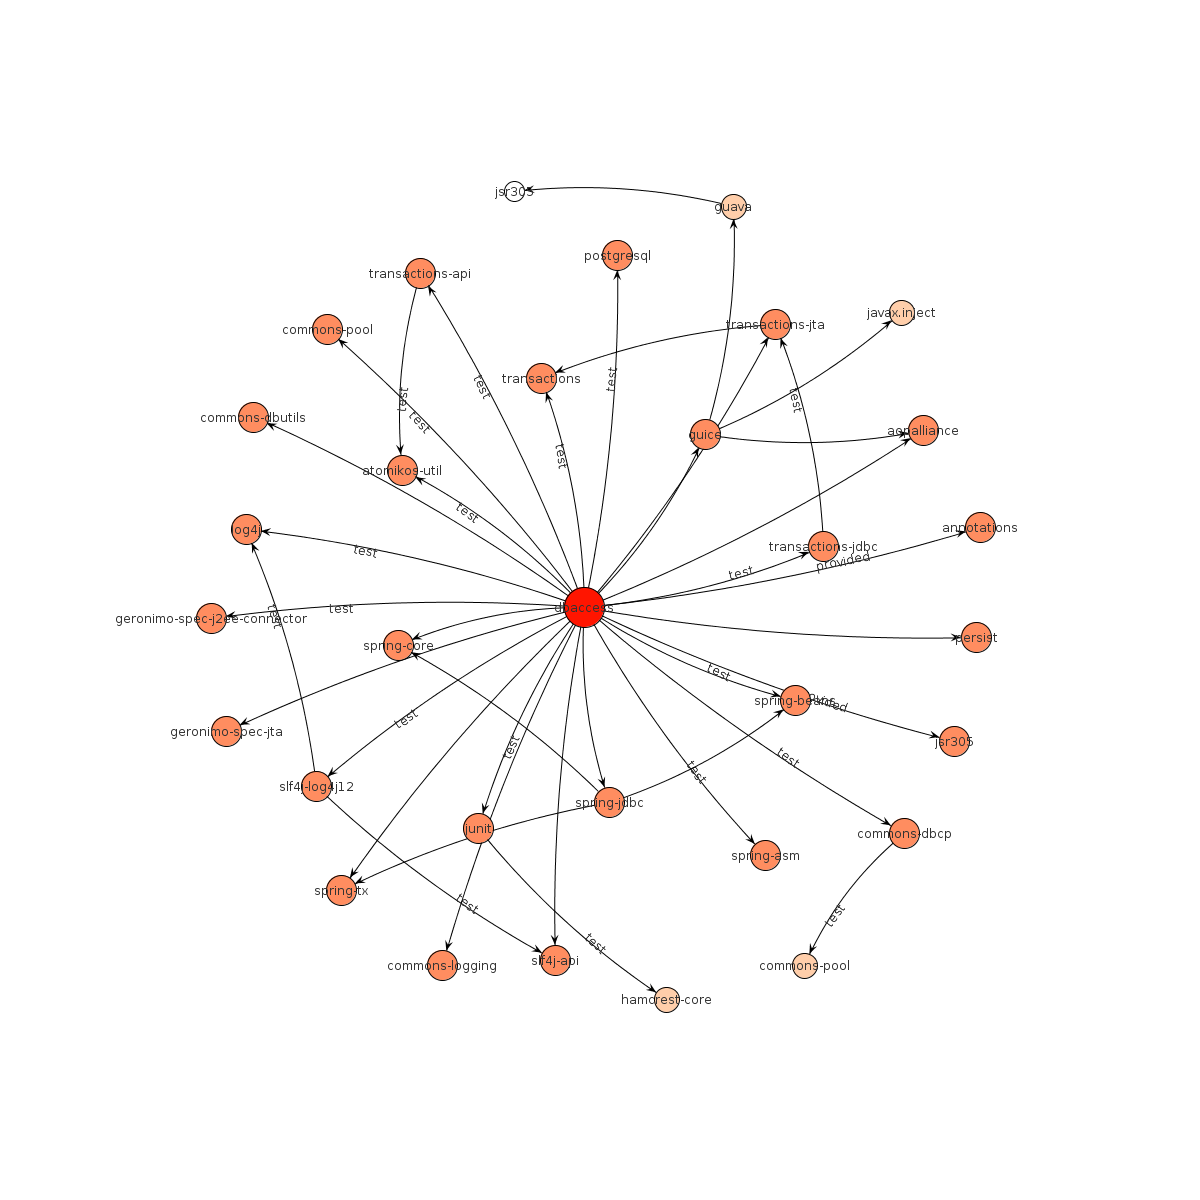 jsr305
guava
postgresql
transactions-api
javax.inject
transactions-jta
commons-pool
transactions
test
test
test
test
commons-dbutils
test
guice
aopalliance
test
atomikos-util
test
log4j
annotations
transactions-jdbc
test
provided
test
dbaccess
test
geronimo-spec-j2ee-connector
test
persist
spring-core
test
spring-beans
test
geronimo-spec-jta
jsr305
test
test
test
slf4j-log4j12
spring-jdbc
junit
commons-dbcp
spring-asm
spring-tx
test
test
test
commons-logging
slf4j-api
commons-pool
hamcrest-core